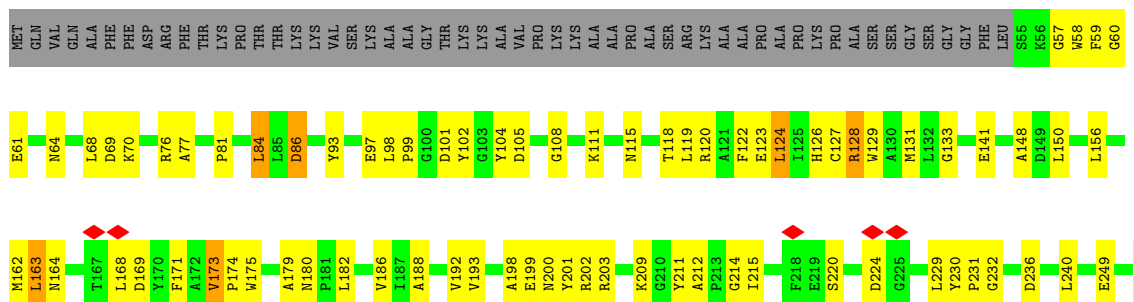 MET GLN VAL GLN ALA PHE PHE ASP ARG PHE THR LYS PRO THR THR LYS LYS VAL SER LYS ALA ALA GLY THR LYS LYS ALA VAL PRO LYS LYS ALA ALA PRO ALA SER ARG LYS ALA ALA PRO ALA PRO LYS PRO ALA SER SER GLY SER GLY GLY PHE LEU S55 K56 G57 W58 F59 G60
E61 N64 L68 D69 K70 R76 A77 P81 L84 L85 D86 Y93 E97 L98 P99 G100 D101 Y102 G103 Y104 D105 G108 K111 N115 T118 L119 R120 A121 F122 E123 L124 I125 H126 C127 R128 W129 A130 M131 L132 G133 E141 A148 D149 L150 L156
M162 L163 N164 T167 L168 D169 Y170 F171 A172 V173 P174 W175 A179 N180 P181 L182 V186 I187 A188 V192 V193 A198 E199 N200 Y201 R202 R203 K209 G210 Y211 A212 P213 G214 I215 F218 E219 S220 D224 G225 L229 Y230 P231 G232 D236 L240 E249